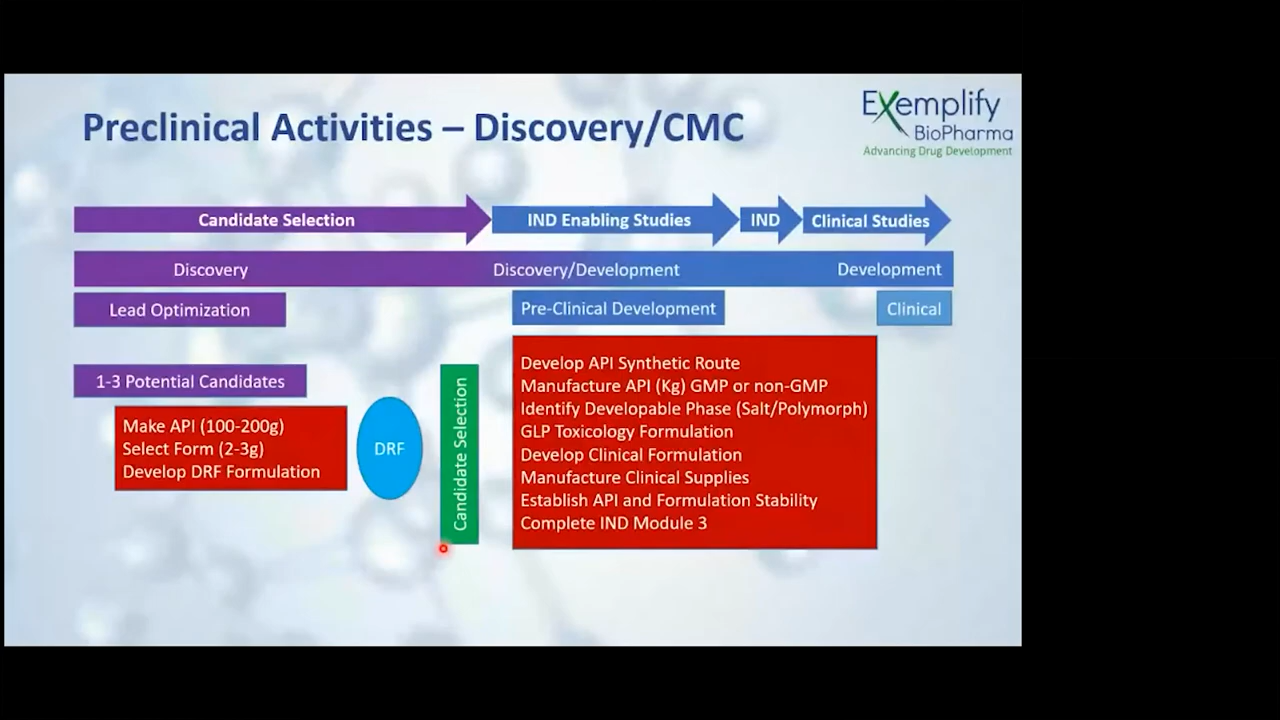 Preclinical Activities – Discovery/CMC
Exemplify
BioPharma
Advancing Drug Development
Candidate Selection
IND Enabling Studies
IND
Clinical Studies
Discovery
Discovery/Development
Development
Lead Optimization
Pre-Clinical Development
Clinical
1-3 Potential Candidates
Make API (100-200g)
Select Form (2-3g)
Develop DRF Formulation
DRF
Candidate Selection
Develop API Synthetic Route
Manufacture API (Kg) GMP or non-GMP
Identify Developable Phase (Salt/Polymorph)
GLP Toxicology Formulation
Develop Clinical Formulation
Manufacture Clinical Supplies
Establish API and Formulation Stability
Complete IND Module 3